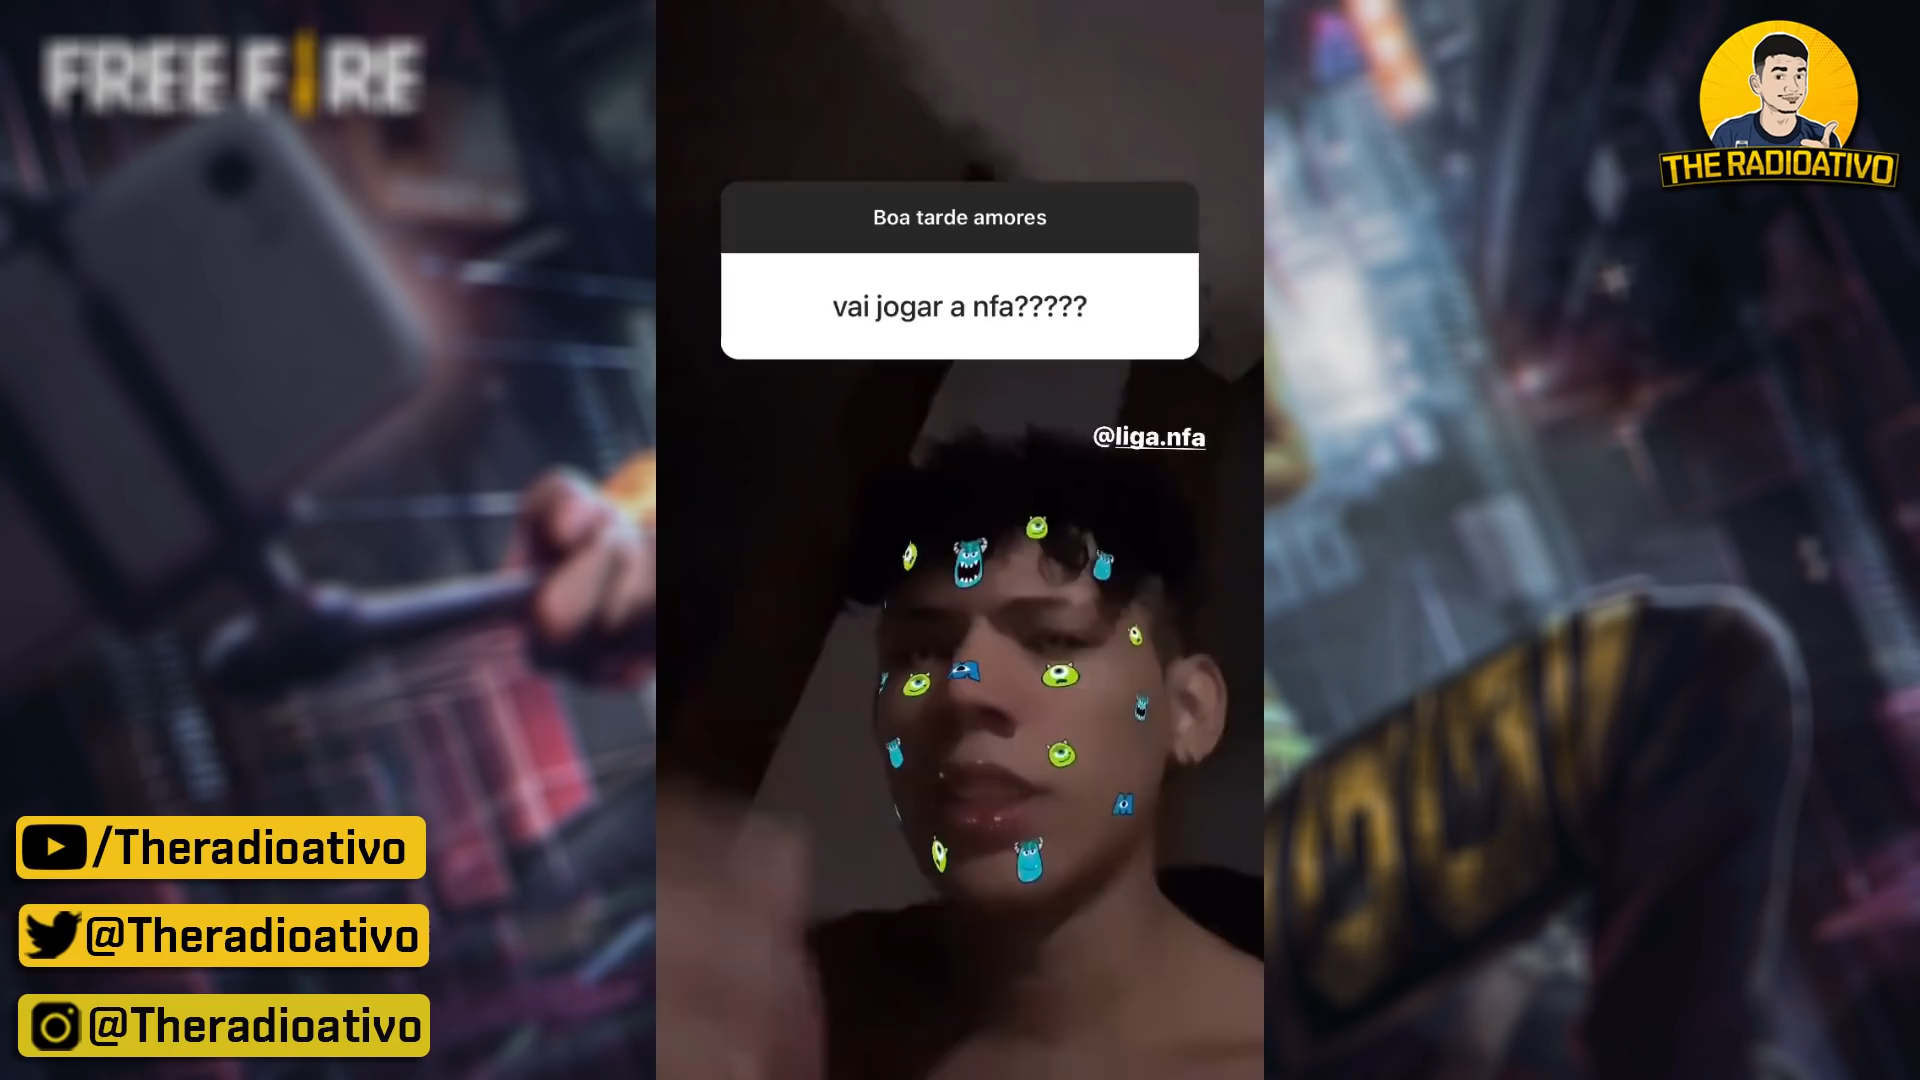 FREE FIRE
THE RADIOATIVO
Boa tarde amores
vai jogar a nfa?????
@liga.nfa
/Theradioativo
@Theradioativo
@Theradioativo